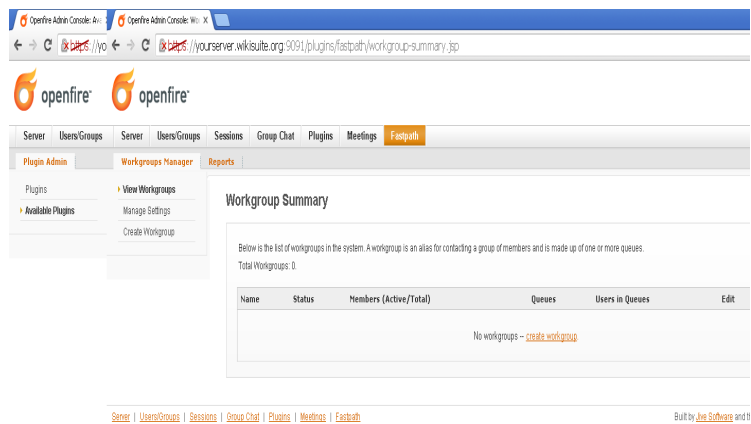 Openfire Admin Console: Ava
Openfire Admin Console: Wo X
https://yo
https://yourserver.wikisuite.org:9091/plugins/fastpath/workgroup-summary.jsp
openfire
openfire
Server Users/Groups
Server Users/Groups Sessions Group Chat Plugins Meetings Fastpath
Plugin Admin
Workgroups Manager Reports
Plugins
Available Plugins
View Workgroups
Manage Settings
Create Workgroup
Workgroup Summary
Below is the list of workgroups in the system. A workgroup is an alias for contacting a group of members and is made up of one or more queues.
Total Workgroups: 0.
Name Status Members (Active/Total) Queues Users in Queues Edit
No workgroups -- create workgroup
Server | Users/Groups | Sessions | Group Chat | Plugins | Meetings | Fastpath
Built by Jive Software and th